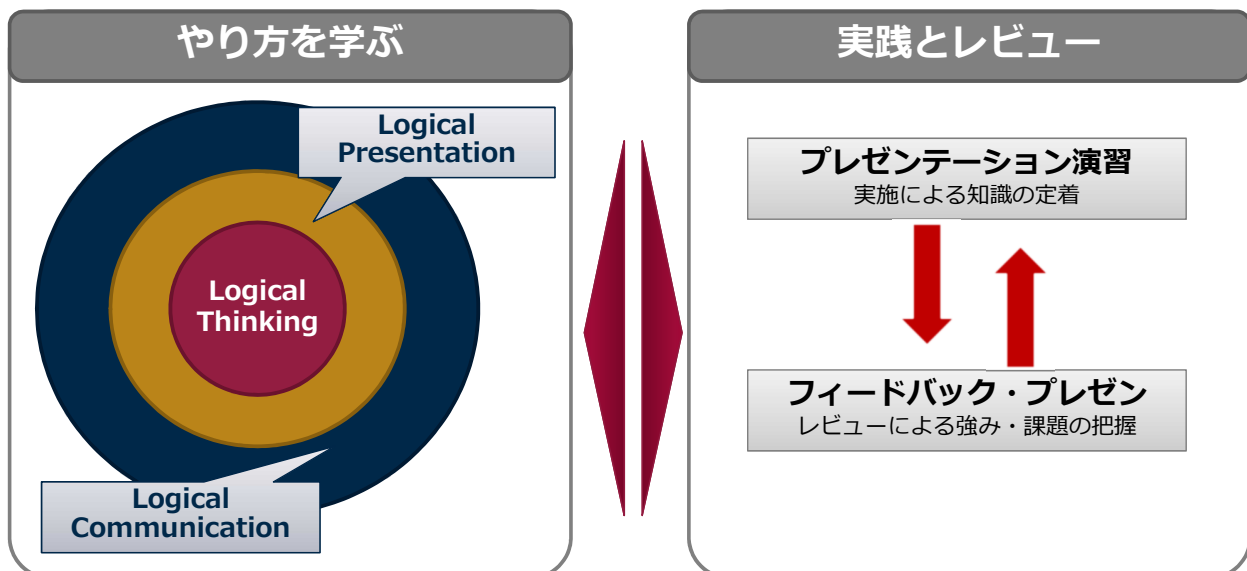 やり方を学ぶ
Logical
Presentation
Logical
Thinking
Logical
Communication
実践とレビュー
プレゼンテーション演習
実施による知識の定着
フィードバック・プレゼン
レビューによる強み・課題の把握